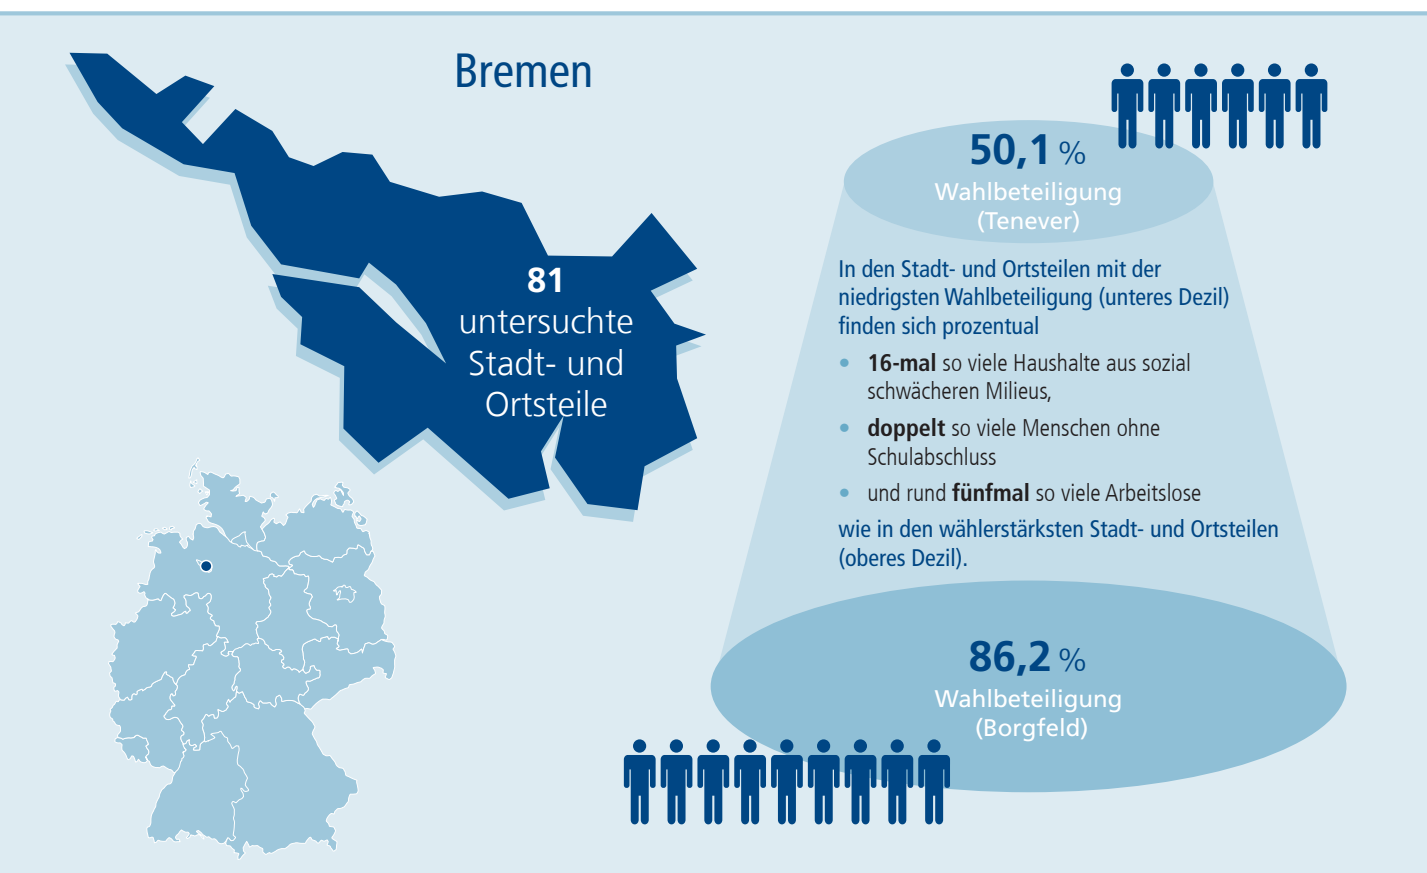 Bremen
81
untersuchte
Stadt- und
Ortsteile
50,1 %
Wahlbeteiligung
(Tenever)
In den Stadt- und Ortsteilen mit der
niedrigsten Wahlbeteiligung (unteres Dezil)
finden sich prozentual
• 16-mal so viele Haushalte aus sozial
schwächeren Milieus,
• doppelt so viele Menschen ohne
Schulabschluss
• und rund fünfmal so viele Arbeitslose
wie in den wählerstärksten Stadt- und Ortsteilen
(oberes Dezil).
86,2 %
Wahlbeteiligung
(Borgfeld)